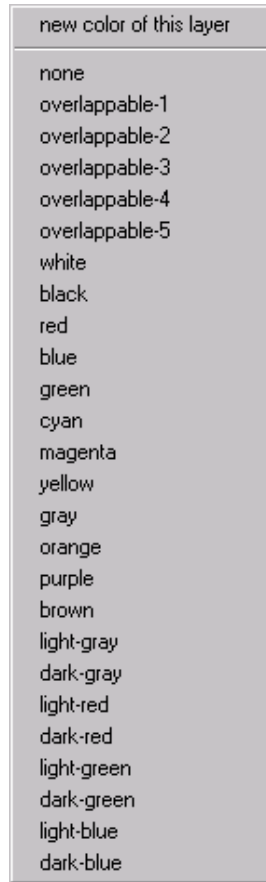 new color of this layer
none
overlappable-1
overlappable-2
overlappable-3
overlappable-4
overlappable-5
white
black
red
blue
green
cyan
magenta
yellow
gray
orange
purple
brown
light-gray
dark-gray
light-red
dark-red
light-green
dark-green
light-blue
dark-blue